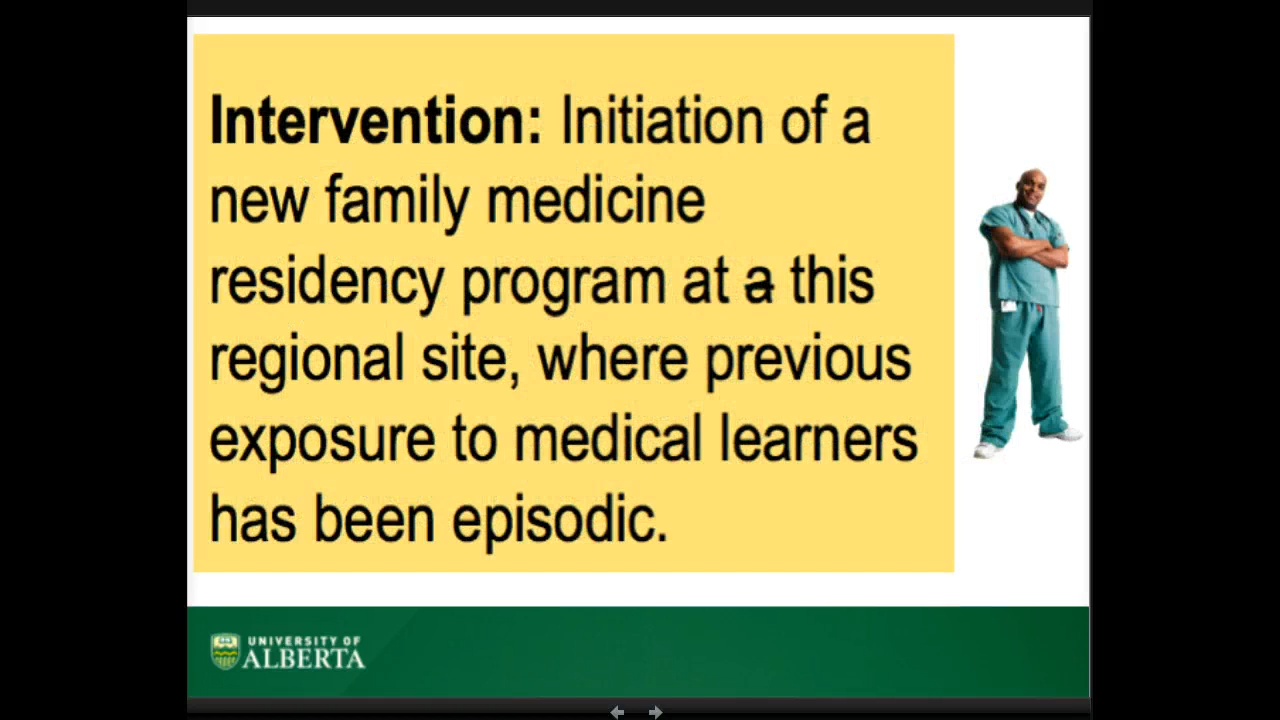 Intervention: Initiation of a
new family medicine
residency program at a this
regional site, where previous
exposure to medical learners
has been episodic.
UNIVERSITY OF
ALBERTA